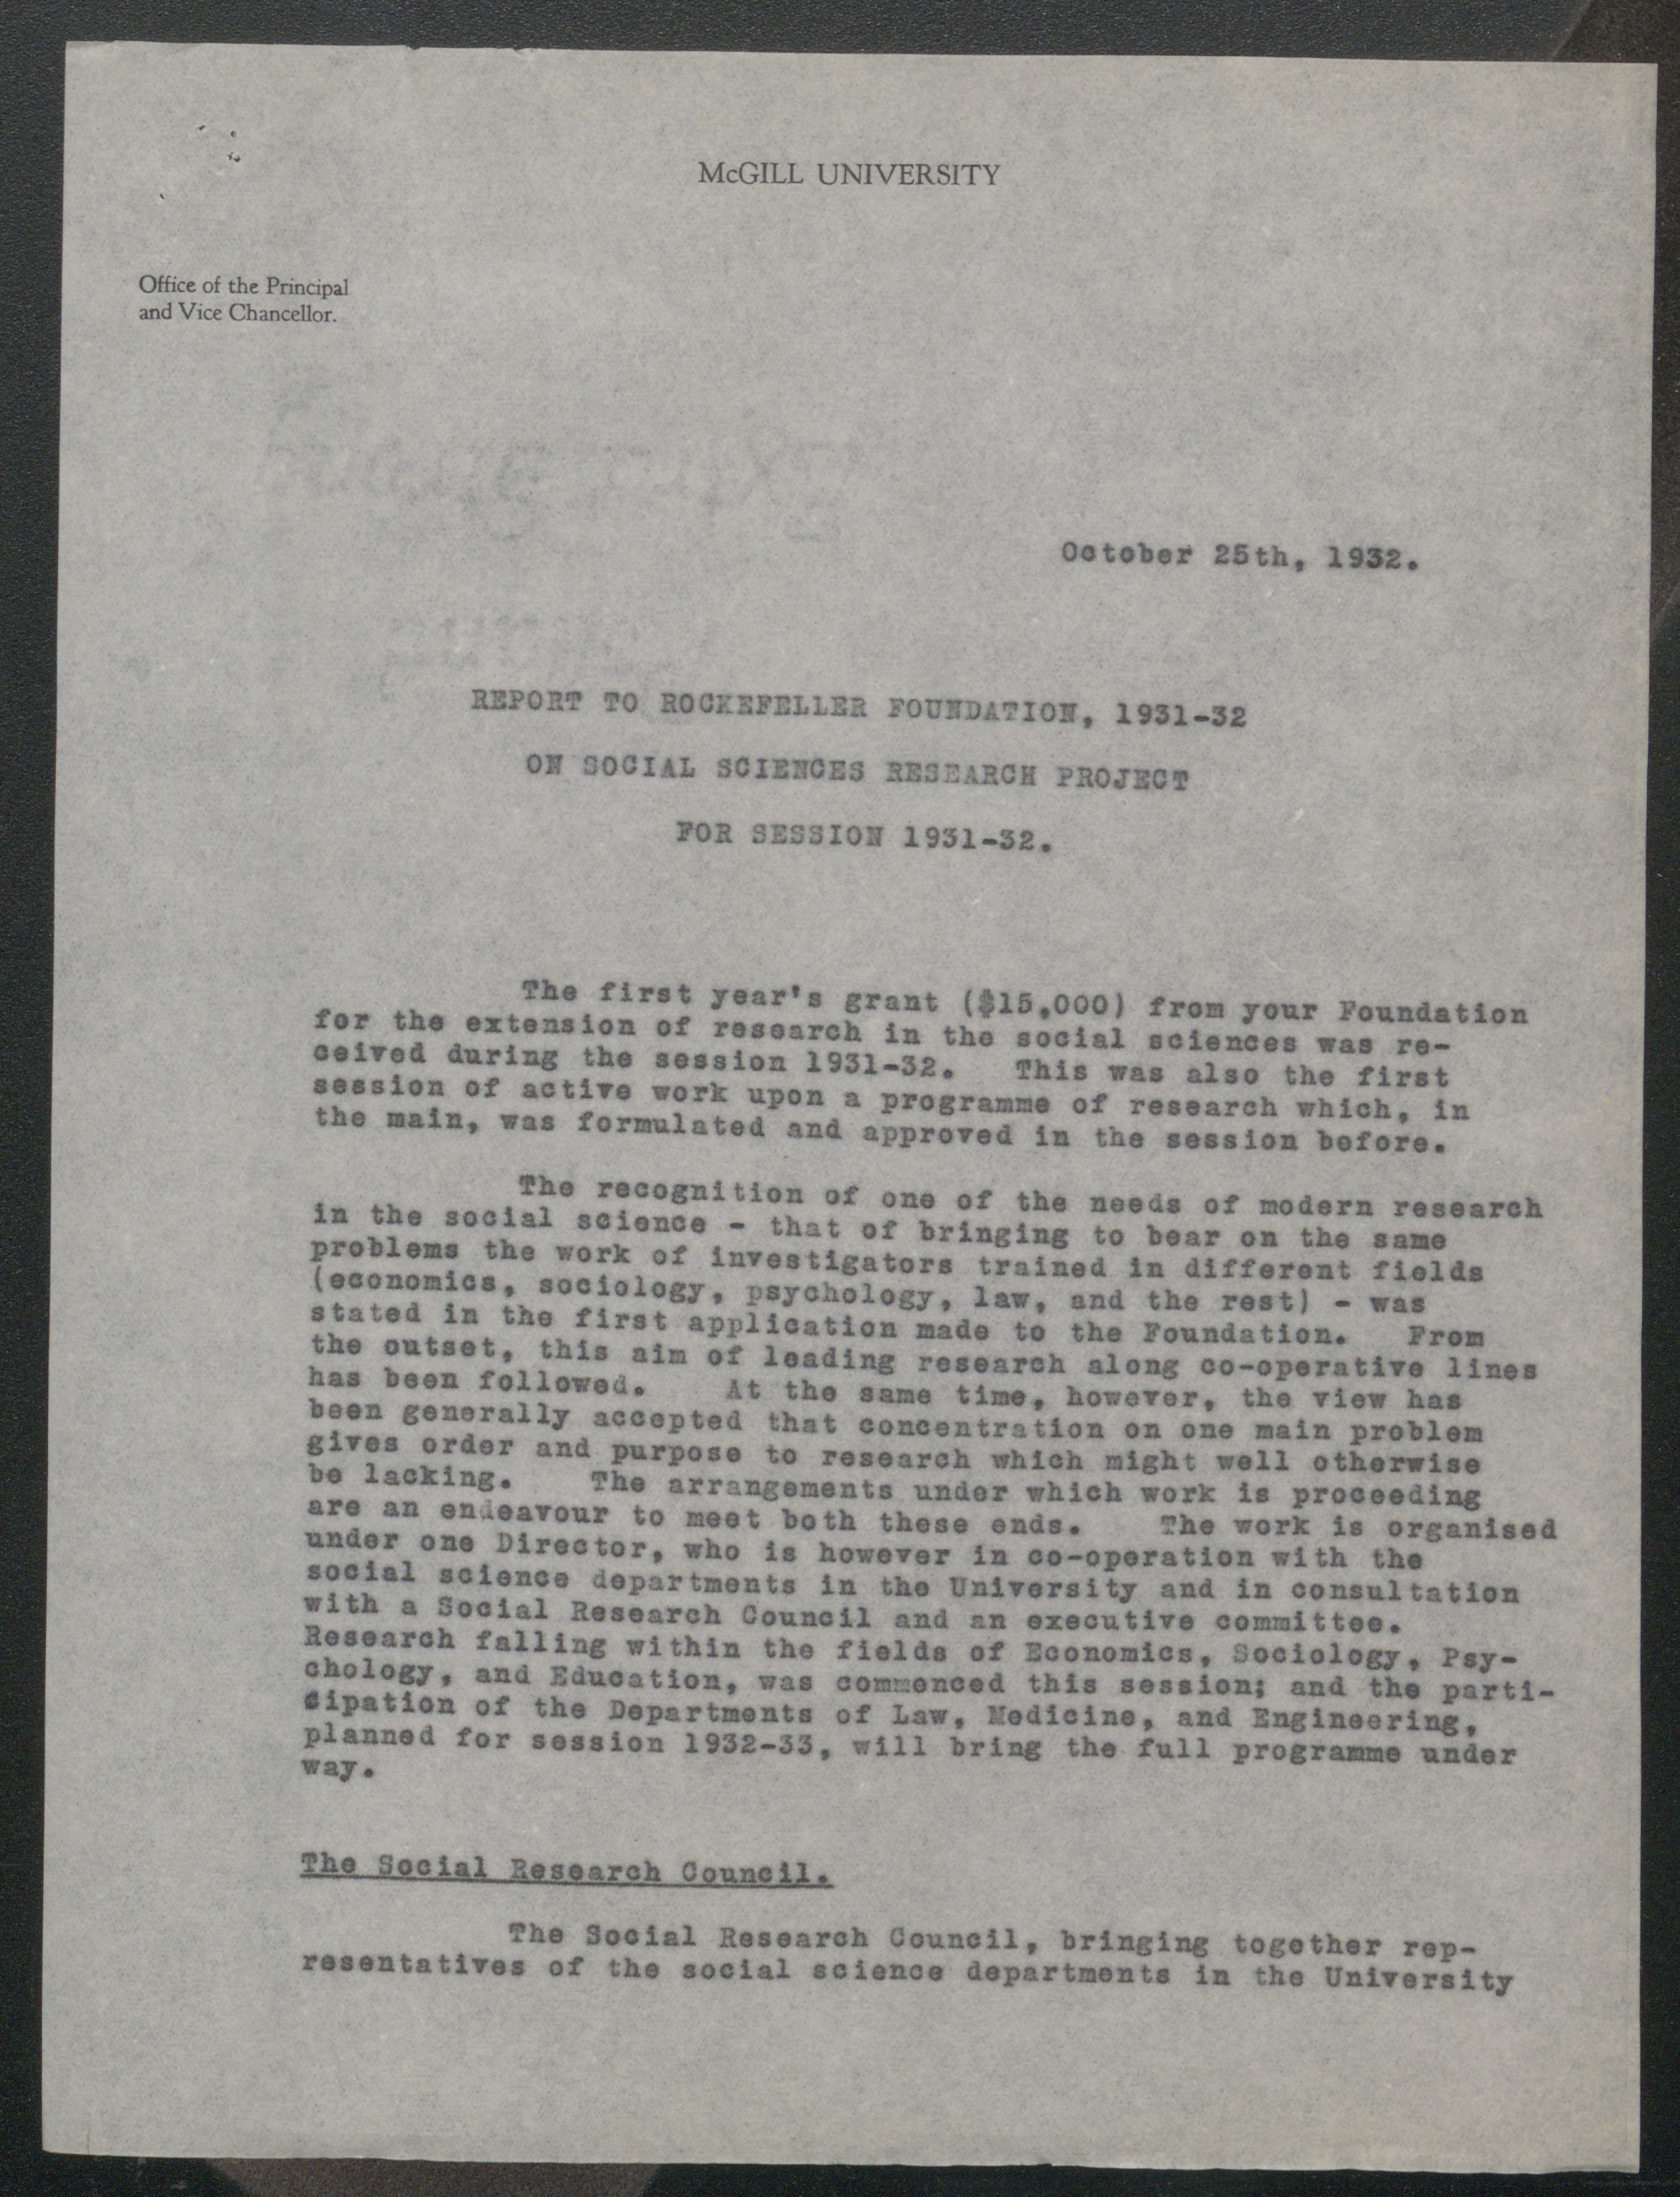 McGILL UNIVERSITY
Office of the Principal
and Vice Chancellor.
October 25th, 1932.
REPORT TO ROCKEFELLER FOUNDATION, 1931-32
ON SOCIAL SCIENCES RESEARCH PROJECT
FOR SESSION 1931-32.
The first year's grant ($15,000) from your Foundation
for the extension of research in the social sciences was re-
ceived during the session 1931-32. This was also the first
session of active work upon a programme of research which, in
the main, was formulated and approved in the session before.
The recognition of one of the needs of modern research
in the social science - that of bringing to bear on the same
problems the work of investigators trained in different fields
(economics, sociology, psychology, law, and the rest) - was
stated in the first application made to the Foundation. From
the outset, this aim of leading research along co-operative lines
has been followed. At the same time, however, the view has
been generally accepted that concentration on one main problem
gives order and purpose to research which might well otherwise
be lacking. The arrangements under which work is proceeding
are an endeavour to meet both these ends. The work is organised
under one Director, who is however in co-operation with the
social science departments in the University and in consultation
with a Social Research Council and an executive committee.
Research falling within the fields of Economics, Sociology, Psy-
chology, and Education, was commenced this session; and the parti-
cipation of the Departments of Law, Medicine, and Engineering,
planned for session 1932-33, will bring the full programme under
way.
The Social Research Council.
The Social Research Council, bringing together rep-
resentatives of the social science departments in the University